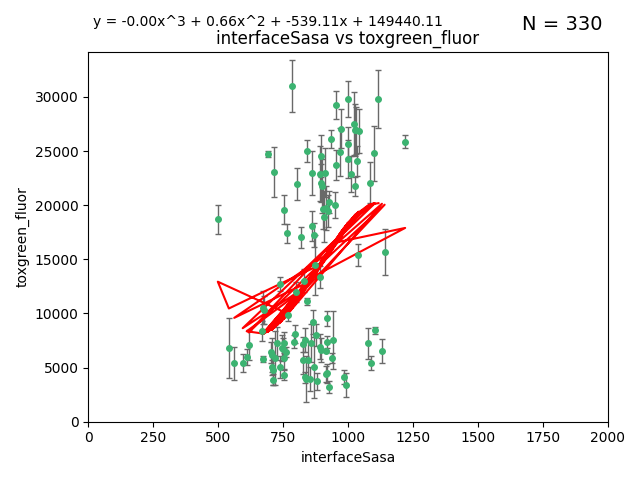 y = -0.00x^3 + 0.66x^2 + -539.11x + 149440.11
N = 330
interfaceSasa vs toxgreen_fluor
30000
25000
20000
15000
10000
5000
0
toxgreen_fluor
0 250 500 750 1000 1250 1500 1750 2000
interfaceSasa